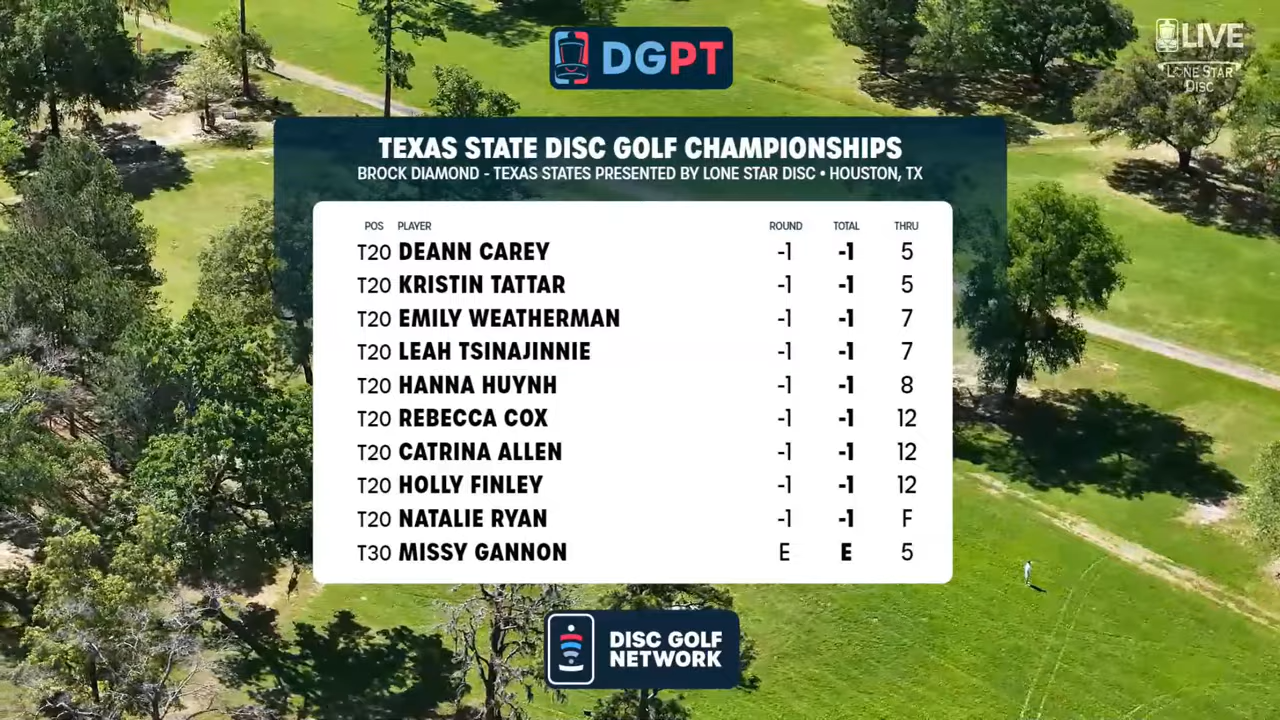 DGPT
LIVE
LONE STAR
DISC
TEXAS STATE DISC GOLF CHAMPIONSHIPS
BROCK DIAMOND - TEXAS STATES PRESENTED BY LONE STAR DISC • HOUSTON, TX
POS PLAYER ROUND TOTAL THRU
T20 DEANN CAREY -1 -1 5
T20 KRISTIN TATTAR -1 -1 5
T20 EMILY WEATHERMAN -1 -1 7
T20 LEAH TSINAJINNIE -1 -1 7
T20 HANNA HUYNH -1 -1 8
T20 REBECCA COX -1 -1 12
T20 CATRINA ALLEN -1 -1 12
T20 HOLLY FINLEY -1 -1 12
T20 NATALIE RYAN -1 -1 F
T30 MISSY GANNON E E 5
DISC GOLF
NETWORK